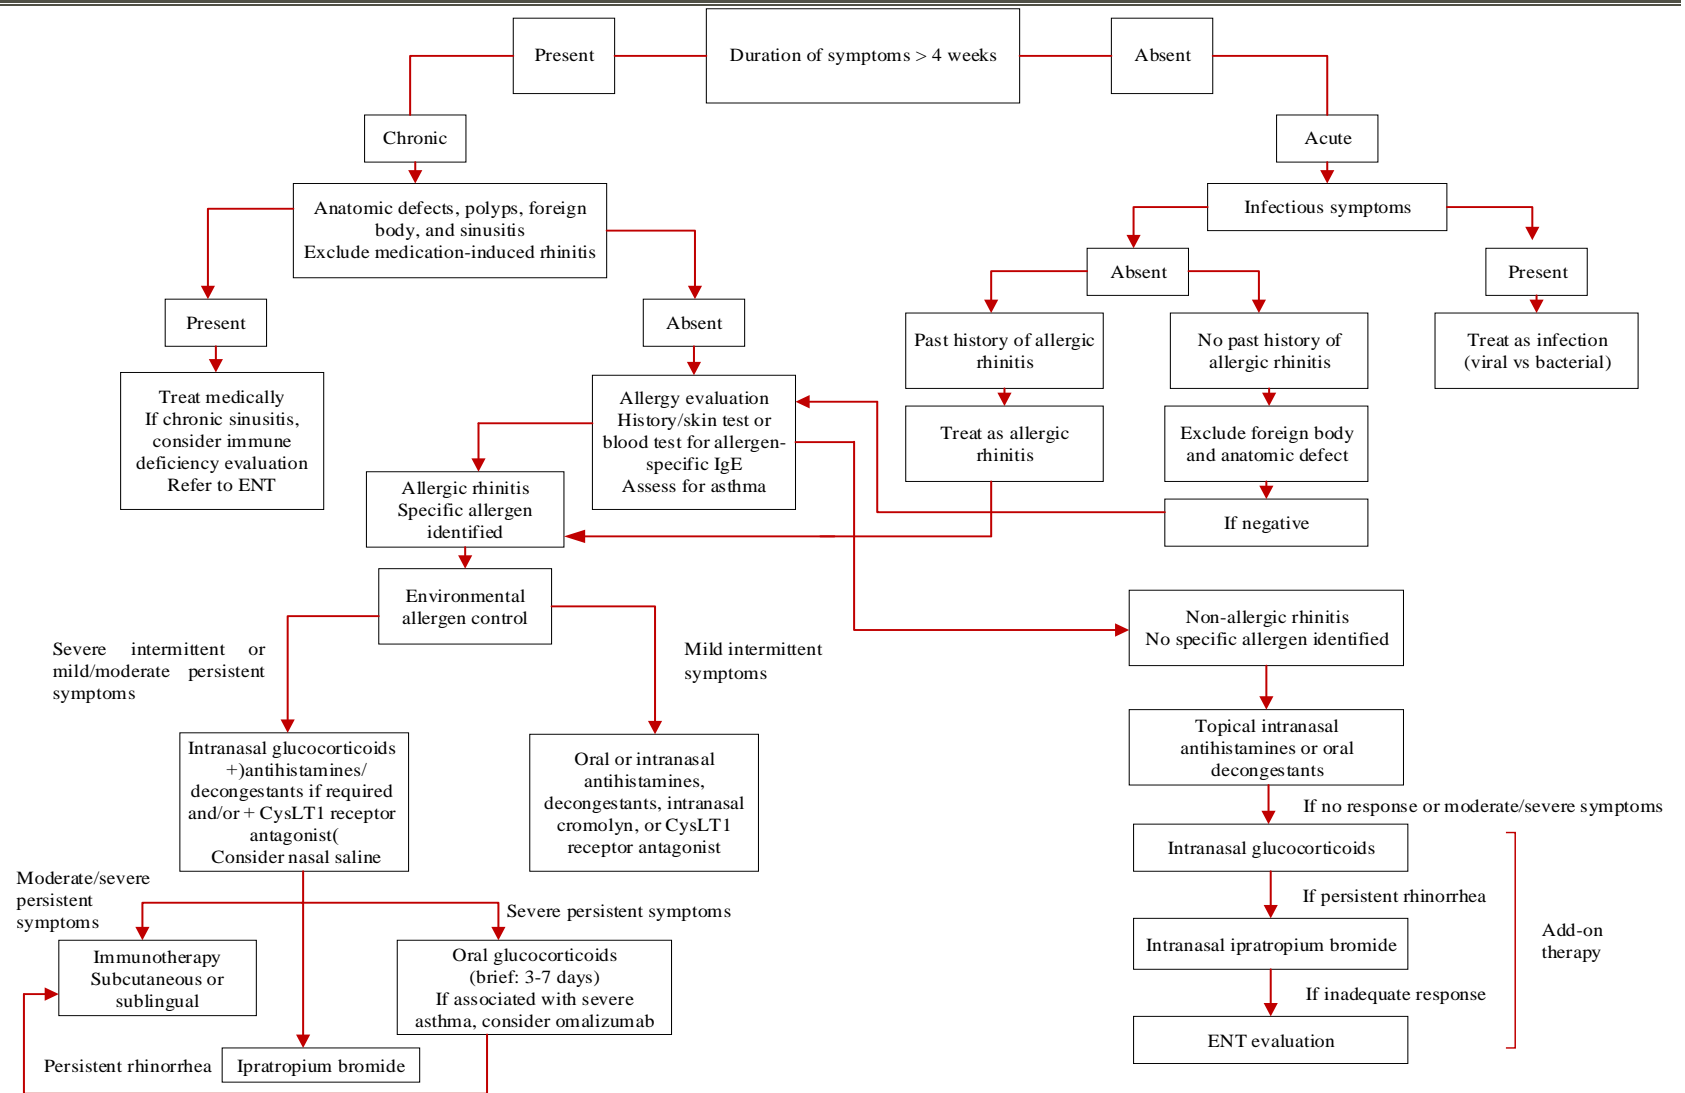 Present
Duration of symptoms > 4 weeks
Absent
Chronic
Acute
Anatomic defects, polyps, foreign
body, and sinusitis
Exclude medication-induced rhinitis
Infectious symptoms
Absent
Present
Present
Absent
Past history of allergic
rhinitis
No past history of
allergic rhinitis
Treat as infection
(viral vs bacterial)
Treat medically
If chronic sinusitis,
consider immune
deficiency evaluation
Refer to ENT
Allergy evaluation
History/skin test or
blood test for allergen-
specific IgE
Assess for asthma
Treat as allergic
rhinitis
Exclude foreign body
and anatomic defect
Allergic rhinitis
Specific allergen
identified
If negative
Environmental
allergen control
Non-allergic rhinitis
No specific allergen identified
Severe intermittent or
mild/moderate persistent
symptoms
Mild intermittent
symptoms
Intranasal glucocorticoids
+)antihistamines/
decongestants if required
and/or + CysLT1 receptor
antagonist(
Consider nasal saline
Oral or intranasal
antihistamines,
decongestants, intranasal
cromolyn, or CysLT1
receptor antagonist
Topical intranasal
antihistamines or oral
decongestants
If no response or moderate/severe symptoms
Intranasal glucocorticoids
Moderate/severe
persistent
symptoms
Severe persistent symptoms
If persistent rhinorrhea
Immunotherapy
Subcutaneous or
sublingual
Oral glucocorticoids
(brief: 3-7 days)
If associated with severe
asthma, consider omalizumab
Intranasal ipratropium bromide
Add-on
therapy
If inadequate response
ENT evaluation
Persistent rhinorrhea
Ipratropium bromide